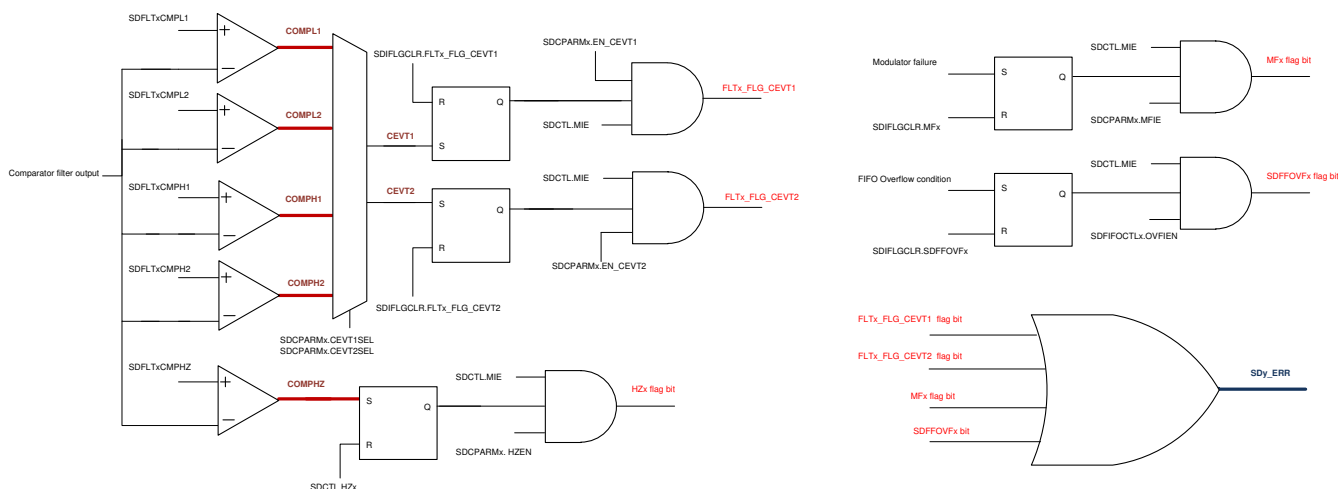 SDFLTxCMPL1
+
−
COMPL1
SDFLTxCMPL2
+
−
COMPL2
Comparator filter output
SDFLTxCMPH1
+
−
COMPH1
SDFLTxCMPH2
+
−
COMPH2
SDCPARMx.CEVT1SEL
SDCPARMx.CEVT2SEL
SDIFLGCLR.FLTx_FLG_CEVT1
CEVT1
R
S
Q
SDCPARMx.EN_CEVT1
SDCTL.MIE
FLTx_FLG_CEVT1
CEVT2
S
R
Q
SDIFLGCLR.FLTx_FLG_CEVT2
SDCTL.MIE
SDCPARMx.EN_CEVT2
FLTx_FLG_CEVT2
SDFLTxCMPHZ
+
−
COMPHZ
S
R
Q
SDCTL.HZx
SDCTL.MIE
SDCPARMx. HZEN
HZx flag bit
Modulator failure
SDIFLGCLR.MFx
S
R
Q
SDCTL.MIE
SDCPARMx.MFIE
MFx flag bit
FIFO Overflow condition
SDIFLGCLR.SDFFOVFx
S
R
Q
SDCTL.MIE
SDFIFOCTLx.OVFIEN
SDFFOVFx flag bit
FLTx_FLG_CEVT1 flag bit
FLTx_FLG_CEVT2 flag bit
MFx flag bit
SDFFOVFx bit
SDy_ERR